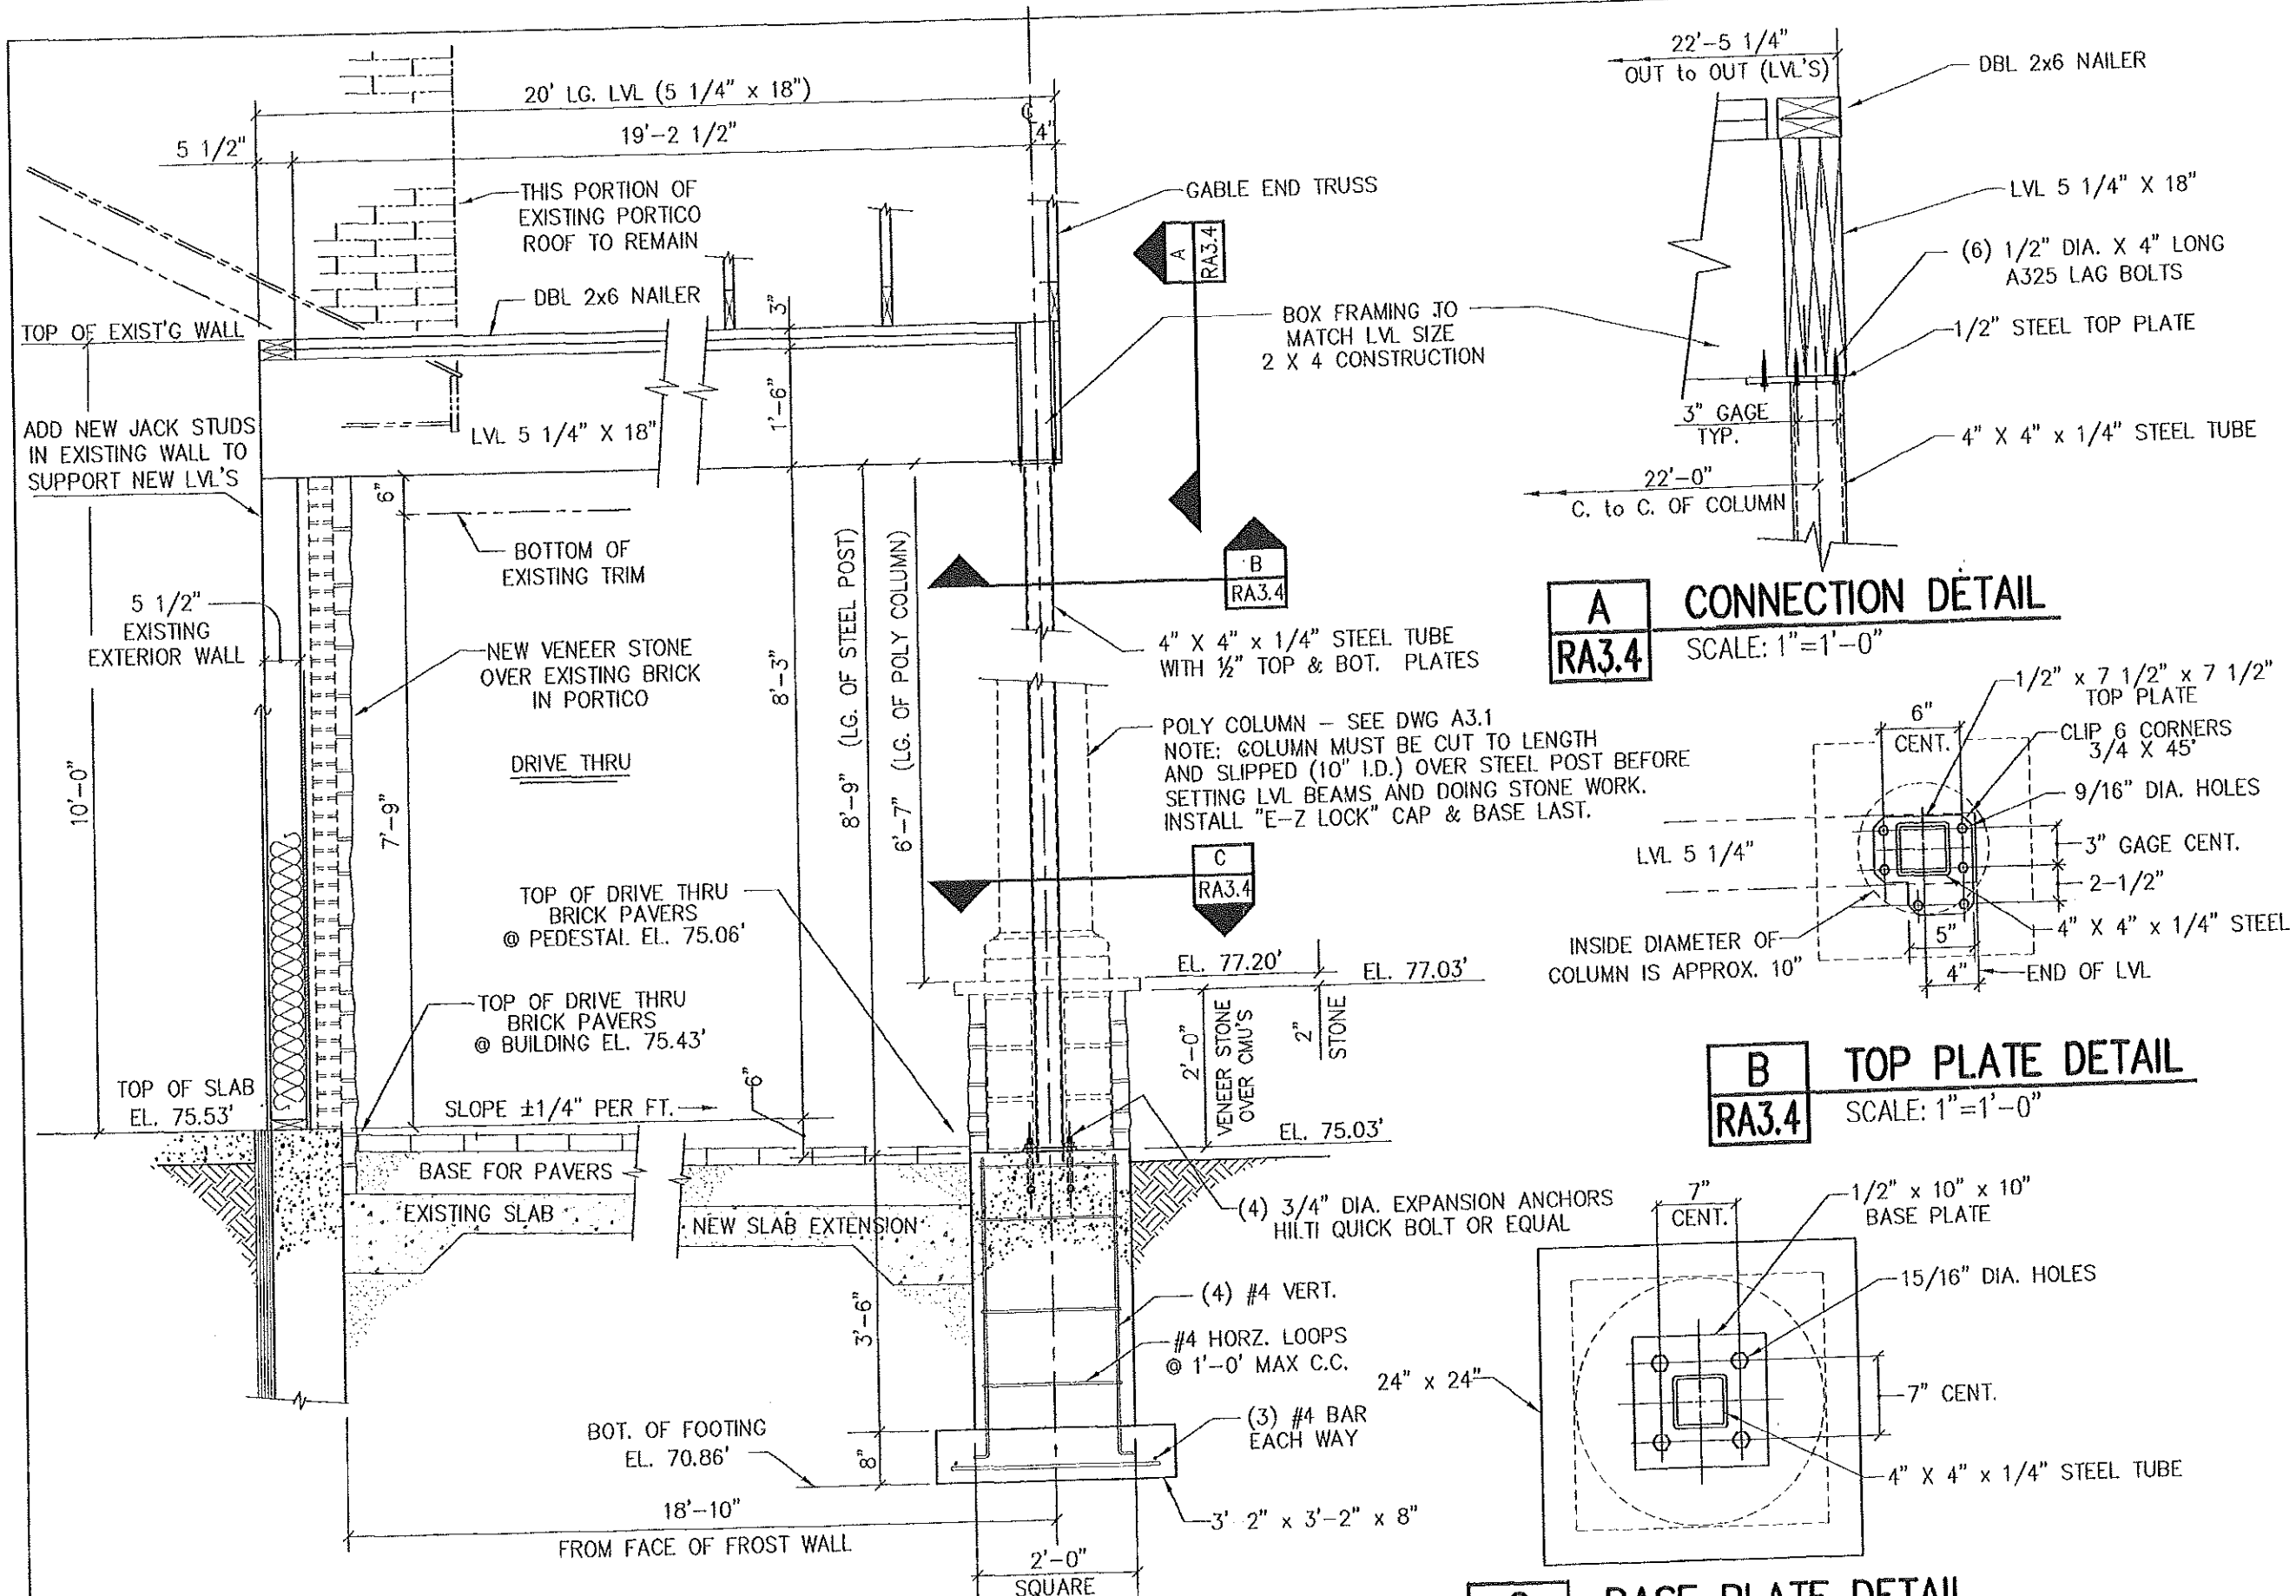 20' LG. LVL (5 1/4" x 18")
5 1/2"
19'-2 1/2"
4"
THIS PORTION OF
EXISTING PORTICO
ROOF TO REMAIN
GABLE END TRUSS
DBL 2x6 NAILER
3"
TOP OF EXIST'G WALL
A
RA3.4
BOX FRAMING TO
MATCH LVL SIZE
2 X 4 CONSTRUCTION
1'-6"
ADD NEW JACK STUDS
IN EXISTING WALL TO
SUPPORT NEW LVL'S
LVL 5 1/4" X 18"
6"
BOTTOM OF
EXISTING TRIM
B
RA3.4
5 1/2"
EXISTING
EXTERIOR WALL
NEW VENEER STONE
OVER EXISTING BRICK
IN PORTICO
4" X 4" x 1/4" STEEL TUBE
WITH ½" TOP & BOT. PLATES
8'-3"
8'-9" (LG. OF STEEL POST)
6'-7" (LG. OF POLY COLUMN)
POLY COLUMN – SEE DWG A3.1
NOTE: COLUMN MUST BE CUT TO LENGTH
AND SLIPPED (10" I.D.) OVER STEEL POST BEFORE
SETTING LVL BEAMS AND DOING STONE WORK.
INSTALL "E–Z LOCK" CAP & BASE LAST.
DRIVE THRU
10'-0"
7'-9"
C
RA3.4
TOP OF DRIVE THRU
BRICK PAVERS
@ PEDESTAL EL. 75.06'
TOP OF DRIVE THRU
BRICK PAVERS
@ BUILDING EL. 75.43'
EL. 77.20'
EL. 77.03'
2'-0"
VENEER STONE
OVER CMU'S
2"
STONE
TOP OF SLAB
EL. 75.53'
SLOPE ±1/4" PER FT.
6"
EL. 75.03'
BASE FOR PAVERS
EXISTING SLAB
NEW SLAB EXTENSION
(4) 3/4" DIA. EXPANSION ANCHORS
HILTI QUICK BOLT OR EQUAL
(4) #4 VERT.
3'-6"
#4 HORZ. LOOPS
@ 1'-0' MAX C.C.
(3) #4 BAR
EACH WAY
BOT. OF FOOTING
EL. 70.86'
8"
3' 2" x 3'-2" x 8"
18'-10"
FROM FACE OF FROST WALL
2'-0"
SQUARE
22'-5 1/4"
OUT to OUT (LVL'S)
DBL 2x6 NAILER
LVL 5 1/4" X 18"
(6) 1/2" DIA. X 4" LONG
A325 LAG BOLTS
1/2" STEEL TOP PLATE
3" GAGE
TYP.
4" X 4" x 1/4" STEEL TUBE
22'-0"
C. to C. OF COLUMN
A
RA3.4
CONNECTION DETAIL
SCALE: 1"=1'-0"
1/2" x 7 1/2" x 7 1/2"
TOP PLATE
6"
CENT.
CLIP 6 CORNERS
3/4 X 45'
9/16" DIA. HOLES
LVL 5 1/4"
3" GAGE CENT.
2-1/2"
4" X 4" x 1/4" STEEL
INSIDE DIAMETER OF
COLUMN IS APPROX. 10"
5"
4"
END OF LVL
B
RA3.4
TOP PLATE DETAIL
SCALE: 1"=1'-0"
7"
CENT.
1/2" x 10" x 10"
BASE PLATE
15/16" DIA. HOLES
24" x 24"
7" CENT.
4" X 4" x 1/4" STEEL TUBE
BASE PLATE DETAIL